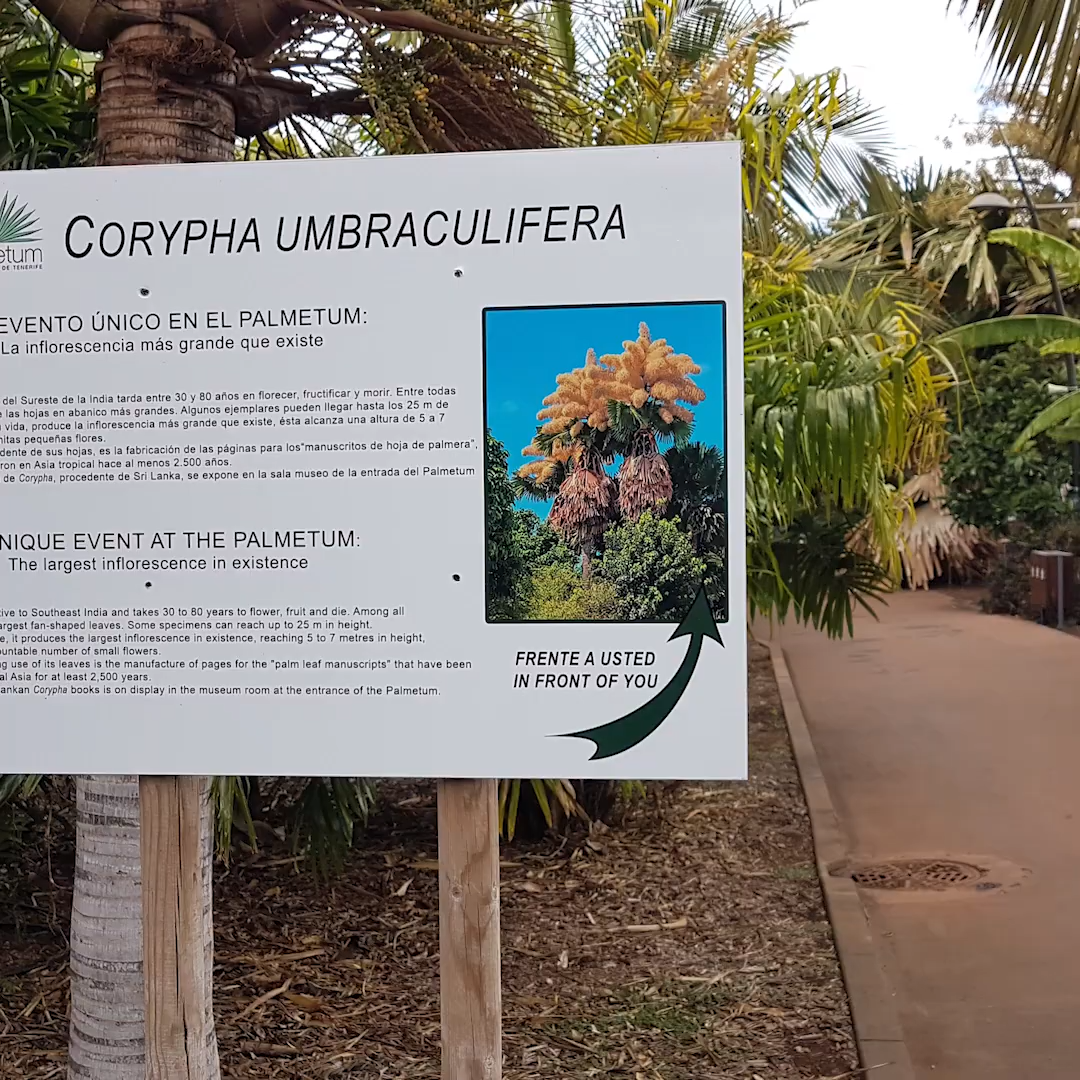 etum
DE TENERIFE
CORYPHA UMBRACULIFERA
EVENTO ÚNICO EN EL PALMETUM:
La inflorescencia más grande que existe
del Sureste de la India tarda entre 30 y 80 años en florecer, fructificar y morir. Entre todas
las hojas en abanico más grandes. Algunos ejemplares pueden llegar hasta los 25 m de
vida, produce la inflorescencia más grande que existe, ésta alcanza una altura de 5 a 7
nitas pequeñas flores.
dente de sus hojas, es la fabricación de las páginas para los"manuscritos de hoja de palmera",
ron en Asia tropical hace al menos 2.500 años.
de Corypha, procedente de Sri Lanka, se expone en la sala museo de la entrada del Palmetum
NIQUE EVENT AT THE PALMETUM:
The largest inflorescence in existence
tive to Southeast India and takes 30 to 80 years to flower, fruit and die. Among all
argest fan-shaped leaves. Some specimens can reach up to 25 m in height.
e, it produces the largest inflorescence in existence, reaching 5 to 7 metres in height,
ountable number of small flowers.
ng use of its leaves is the manufacture of pages for the "palm leaf manuscripts" that have been
al Asia for at least 2,500 years.
ankan Corypha books is on display in the museum room at the entrance of the Palmetum.
FRENTE A USTED
IN FRONT OF YOU